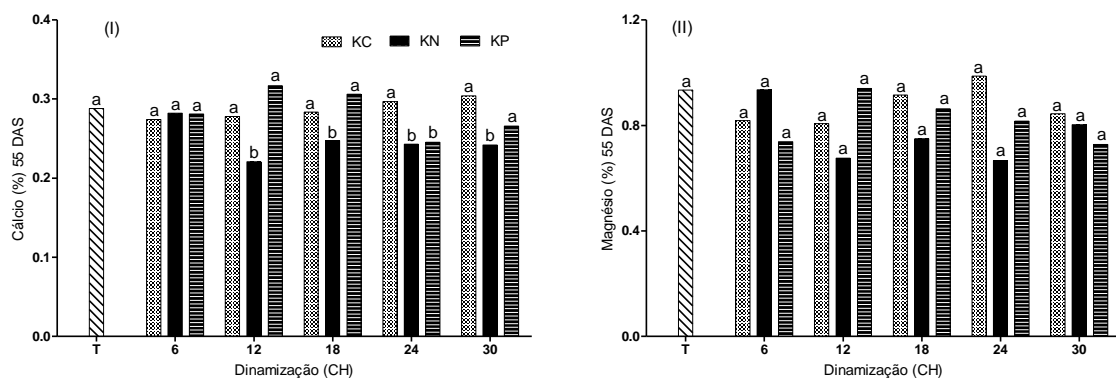 (I)
KC KN KP
Cálcio (%) 55 DAS
0.4
0.3
0.2
0.1
0.0
a a a a a b a a b a a b b a b a
T 6 12 18 24 30
Dinamização (CH)
(II)
Magnésio (%) 55 DAS
1.2
0.8
0.4
0.0
a a a a a a a a a a a a a a a a
T 6 12 18 24 30
Dinamização (CH)